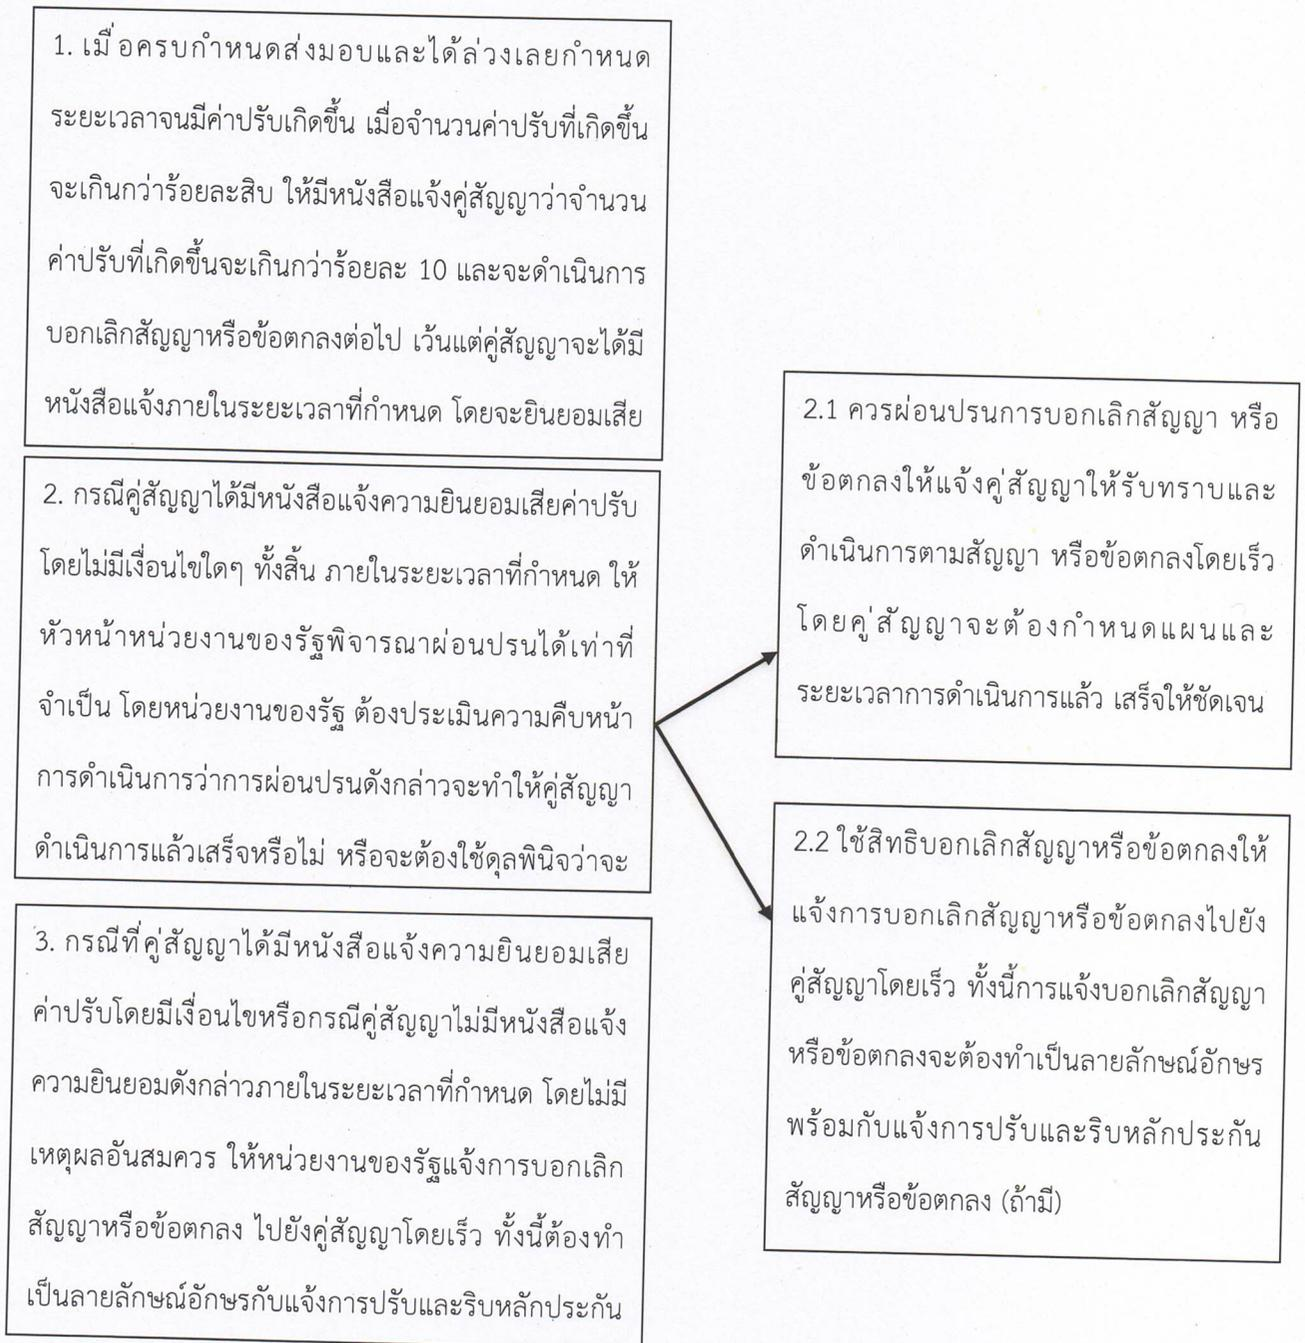 1. เมื่อครบกำหนดส่งมอบและได้ล่วงเลยกำหนด
ระยะเวลาจนมีค่าปรับเกิดขึ้น เมื่อจำนวนค่าปรับที่เกิดขึ้น
จะเกินกว่าร้อยละสิบ ให้มีหนังสือแจ้งคู่สัญญาว่าจำนวน
ค่าปรับที่เกิดขึ้นจะเกินกว่าร้อยละ 10 และจะดำเนินการ
บอกเลิกสัญญาหรือข้อตกลงต่อไป เว้นแต่คู่สัญญาจะได้มี
หนังสือแจ้งภายในระยะเวลาที่กำหนด โดยจะยินยอมเสีย
2. กรณีคู่สัญญาได้มีหนังสือแจ้งความยินยอมเสียค่าปรับ
โดยไม่มีเงื่อนไขใดๆ ทั้งสิ้น ภายในระยะเวลาที่กำหนด ให้
หัวหน้าหน่วยงานของรัฐพิจารณาผ่อนปรนได้เท่าที่
จำเป็น โดยหน่วยงานของรัฐ ต้องประเมินความคืบหน้า
การดำเนินการว่าการผ่อนปรนดังกล่าวจะทำให้คู่สัญญา
ดำเนินการแล้วเสร็จหรือไม่ หรือจะต้องใช้ดุลพินิจว่าจะ
2.1 ควรผ่อนปรนการบอกเลิกสัญญา หรือ
ข้อตกลงให้แจ้งคู่สัญญาให้รับทราบและ
ดำเนินการตามสัญญา หรือข้อตกลงโดยเร็ว
โดยคู่สัญญาจะต้องกำหนดแผนและ
ระยะเวลาการดำเนินการแล้ว เสร็จให้ชัดเจน
2.2 ใช้สิทธิบอกเลิกสัญญาหรือข้อตกลงให้
แจ้งการบอกเลิกสัญญาหรือข้อตกลงไปยัง
คู่สัญญาโดยเร็ว ทั้งนี้การแจ้งบอกเลิกสัญญา
หรือข้อตกลงจะต้องทำเป็นลายลักษณ์อักษร
พร้อมกับแจ้งการปรับและริบหลักประกัน
สัญญาหรือข้อตกลง (ถ้ามี)
3. กรณีที่คู่สัญญาได้มีหนังสือแจ้งความยินยอมเสีย
ค่าปรับโดยมีเงื่อนไขหรือกรณีคู่สัญญาไม่มีหนังสือแจ้ง
ความยินยอมดังกล่าวภายในระยะเวลาที่กำหนด โดยไม่มี
เหตุผลอันสมควร ให้หน่วยงานของรัฐแจ้งการบอกเลิก
สัญญาหรือข้อตกลง ไปยังคู่สัญญาโดยเร็ว ทั้งนี้ต้องทำ
เป็นลายลักษณ์อักษรกับแจ้งการปรับและริบหลักประกัน